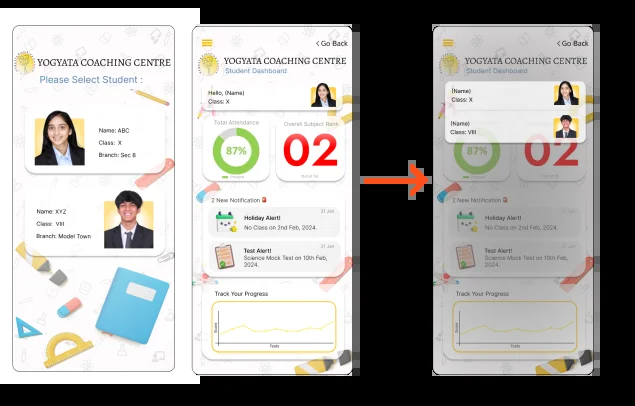 YOGYATA COACHING CENTRE
Please Select Student :
Name: ABC
Class: X
Branch: Sec 8
Name: XYZ
Class: VIII
Branch: Model Town
< Go Back
YOGYATA COACHING CENTRE
Student Dashboard
Hello, (Name)
Class: X
Total Attendance
87%
Present
Overall Subject Rank
02
2 New Notification
31 Jan
Holiday Alert!
No Class on 2nd Feb, 2024.
31 Jan
Test Alert!
Science Mock Test on 10th Feb,
2024.
Track Your Progress
Score
Tests
< Go Back
YOGYATA COACHING CENTRE
Student Dashboard
(Name)
Class: X
(Name)
Class: VIII
87%
02
2 New Notification
31 Jan
Holiday Alert!
No Class on 2nd Feb, 2024.
31 Jan
Test Alert!
Science Mock Test on 10th Feb,
2024.
Track Your Progress
Score
Tests